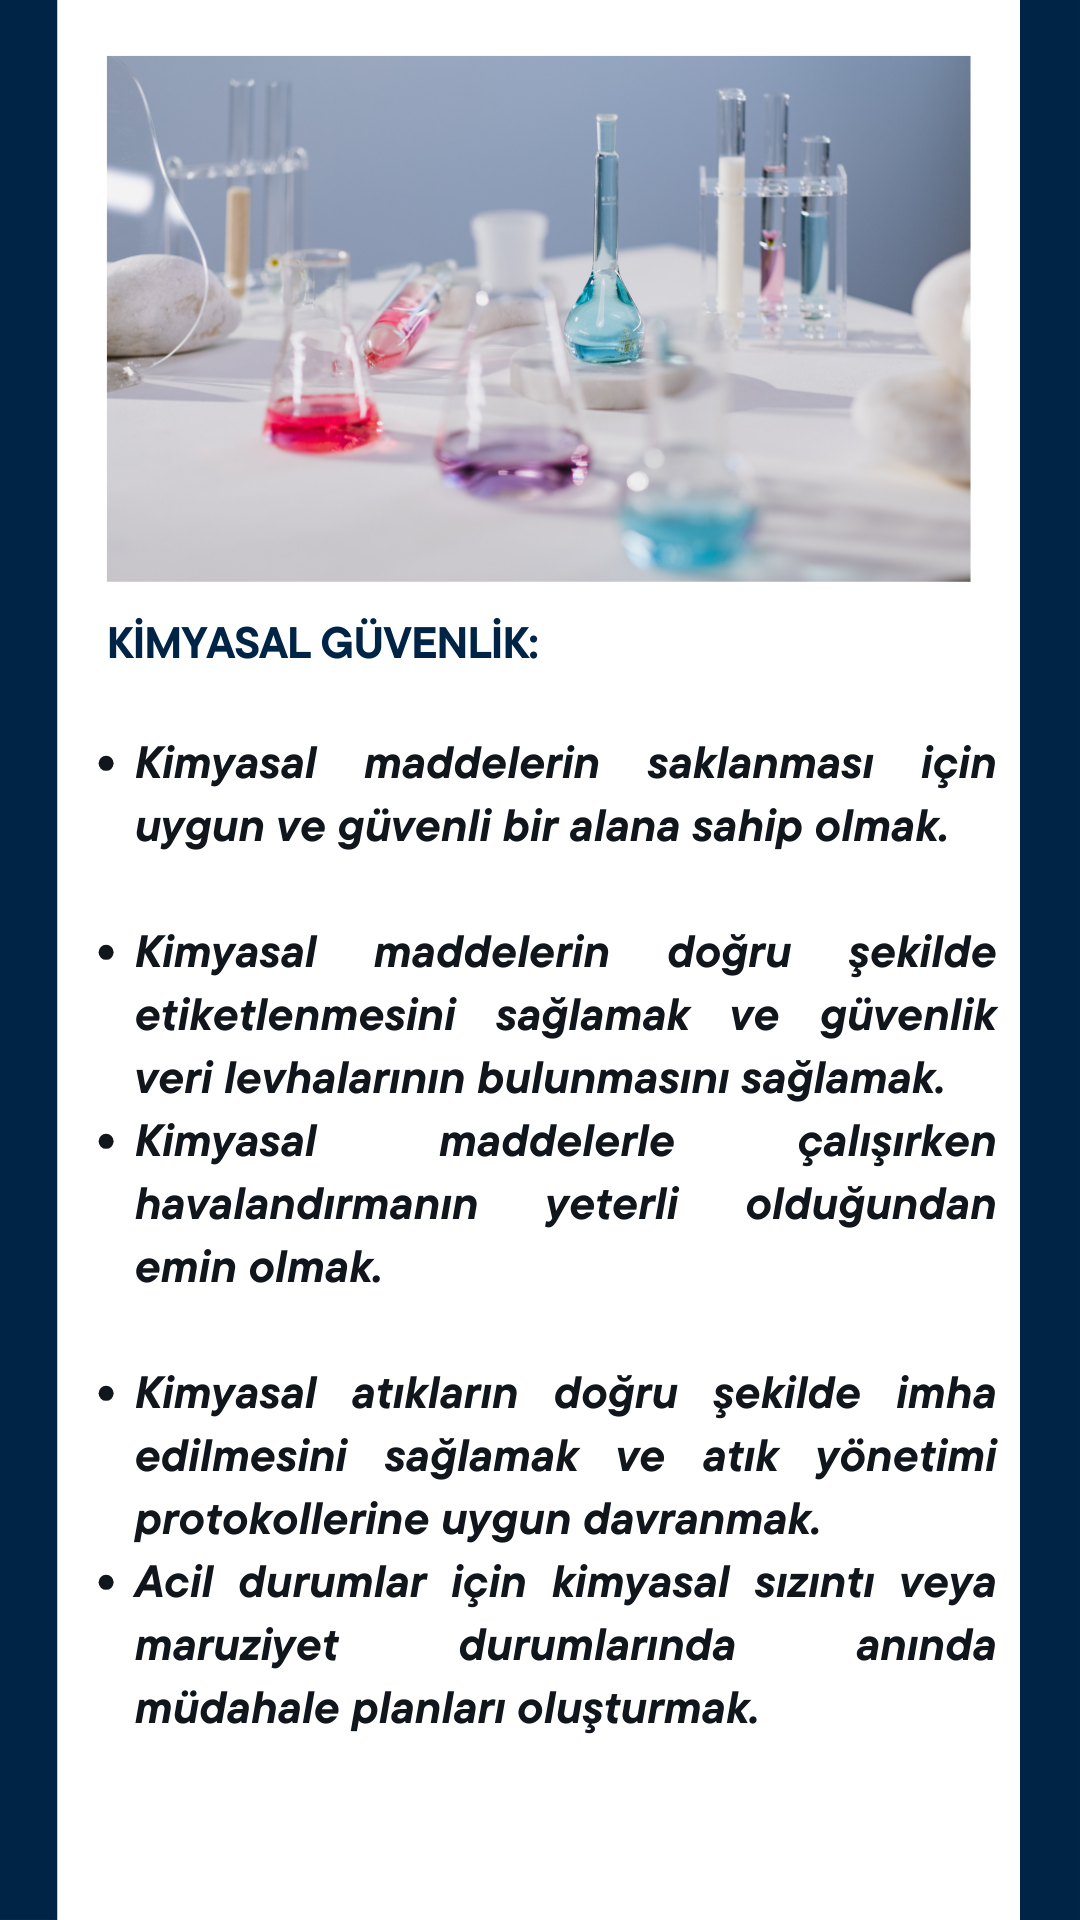 KİMYASAL GÜVENLİK:
• Kimyasal maddelerin saklanması için
uygun ve güvenli bir alana sahip olmak.
• Kimyasal maddelerin doğru şekilde
etiketlenmesini sağlamak ve güvenlik
veri levhalarının bulunmasını sağlamak.
• Kimyasal maddelerle çalışırken
havalandırmanın yeterli olduğundan
emin olmak.
• Kimyasal atıkların doğru şekilde imha
edilmesini sağlamak ve atık yönetimi
protokollerine uygun davranmak.
• Acil durumlar için kimyasal sızıntı veya
maruziyet durumlarında anında
müdahale planları oluşturmak.